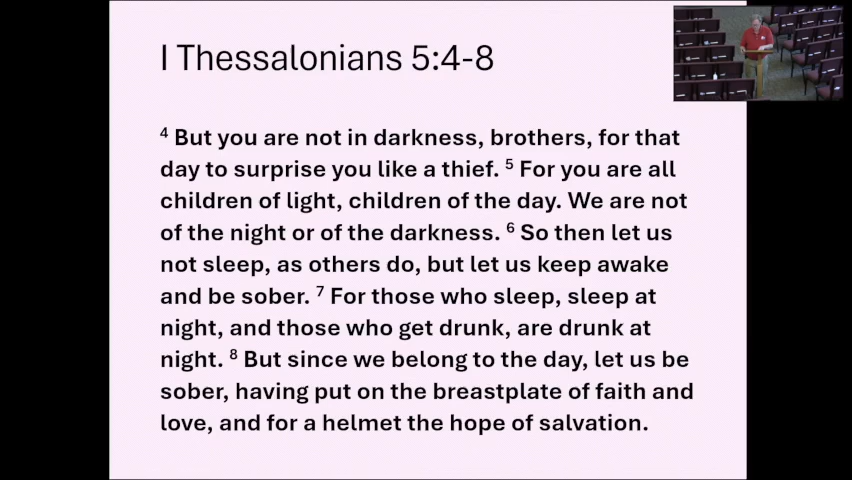 I Thessalonians 5:4-8
⁴ But you are not in darkness, brothers, for that
day to surprise you like a thief. ⁵ For you are all
children of light, children of the day. We are not
of the night or of the darkness. ⁶ So then let us
not sleep, as others do, but let us keep awake
and be sober. ⁷ For those who sleep, sleep at
night, and those who get drunk, are drunk at
night. ⁸ But since we belong to the day, let us be
sober, having put on the breastplate of faith and
love, and for a helmet the hope of salvation.